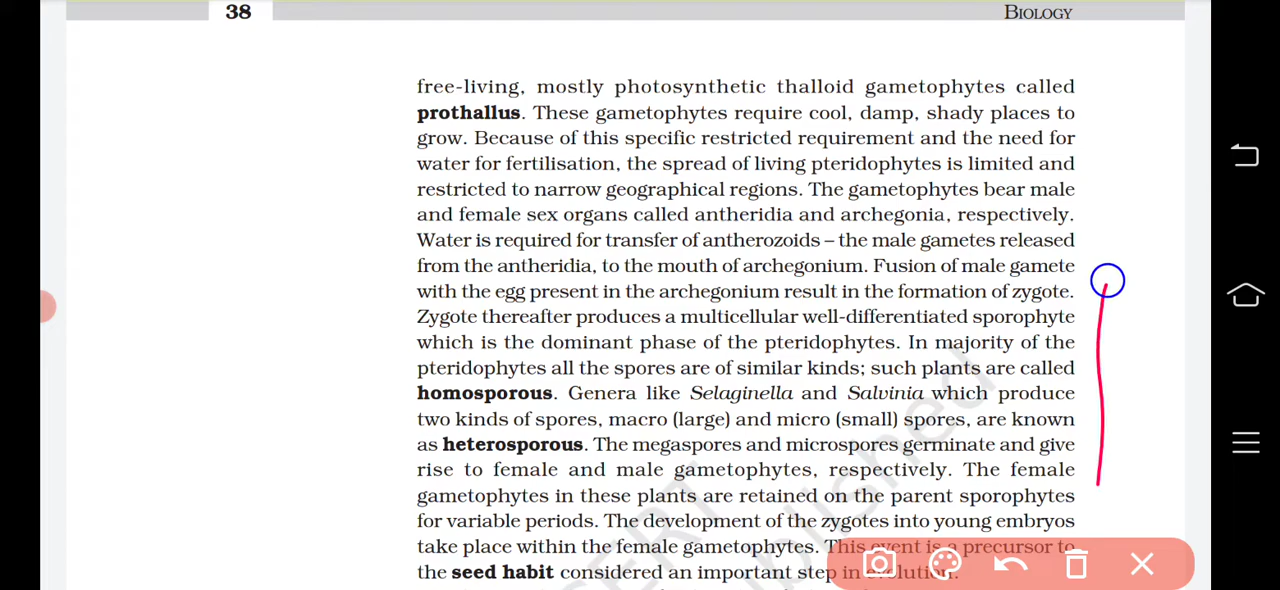 38
BIOLOGY
free-living, mostly photosynthetic thalloid gametophytes called
prothallus. These gametophytes require cool, damp, shady places to
grow. Because of this specific restricted requirement and the need for
water for fertilisation, the spread of living pteridophytes is limited and
restricted to narrow geographical regions. The gametophytes bear male
and female sex organs called antheridia and archegonia, respectively.
Water is required for transfer of antherozoids – the male gametes released
from the antheridia, to the mouth of archegonium. Fusion of male gamete
with the egg present in the archegonium result in the formation of zygote.
Zygote thereafter produces a multicellular well-differentiated sporophyte
which is the dominant phase of the pteridophytes. In majority of the
pteridophytes all the spores are of similar kinds; such plants are called
homosporous. Genera like Selaginella and Salvinia which produce
two kinds of spores, macro (large) and micro (small) spores, are known
as heterosporous. The megaspores and microspores germinate and give
rise to female and male gametophytes, respectively. The female
gametophytes in these plants are retained on the parent sporophytes
for variable periods. The development of the zygotes into young embryos
take place within the female gametophytes. This event is a precursor to
the seed habit considered an important step in evolution.